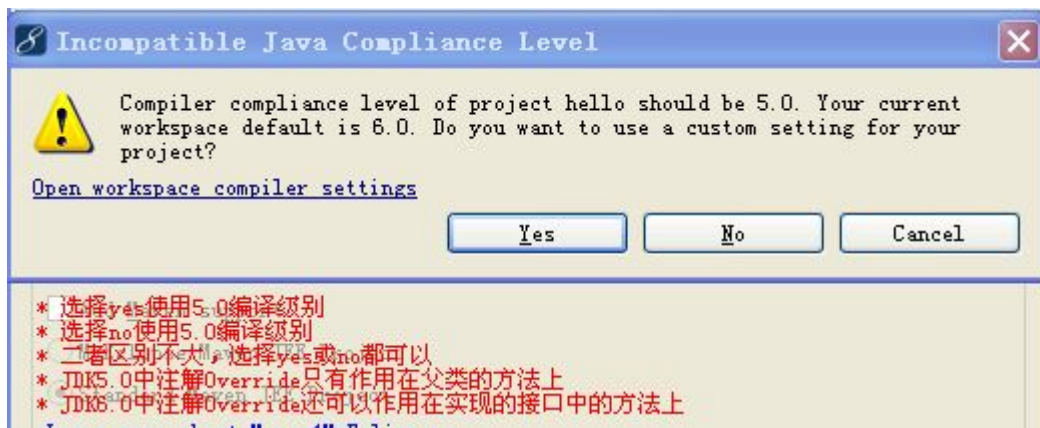 Incompatible Java Compliance Level
Compiler compliance level of project hello should be 5.0. Your current
workspace default is 6.0. Do you want to use a custom setting for your
project?
Open workspace compiler settings
Yes No Cancel
* 选择yes使用5.0编译级别
* 选择no使用5.0编译级别
* 二者区别不大，选择yes或no都可以
* JDK5.0中注解Override只有作用在父类的方法上
* JDK6.0中注解Override还可以作用在实现的接口中的方法上